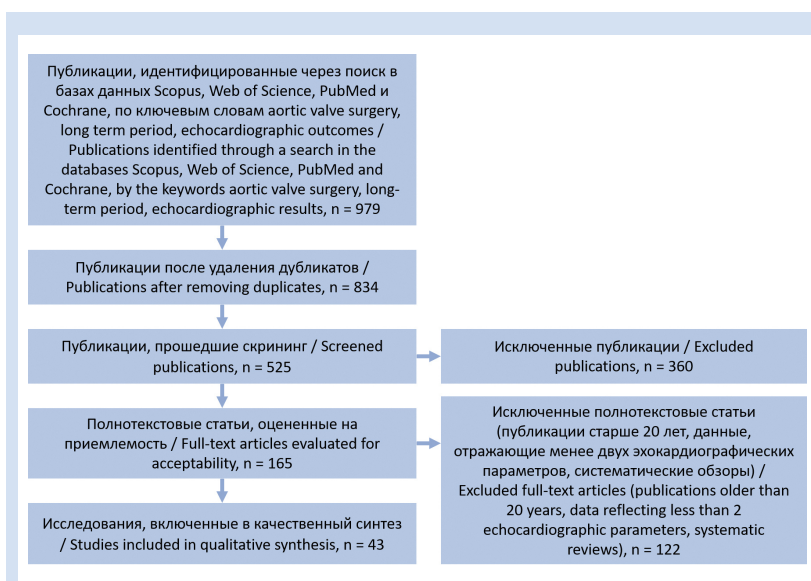 Публикации, идентифицированные через поиск в
базах данных Scopus, Web of Science, PubMed и
Cochrane, по ключевым словам aortic valve surgery,
long term period, echocardiographic outcomes /
Publications identified through a search in the
databases Scopus, Web of Science, PubMed and
Cochrane, by the keywords aortic valve surgery, long-
term period, echocardiographic results, n = 979
Публикации после удаления дубликатов /
Publications after removing duplicates, n = 834
Публикации, прошедшие скрининг / Screened
publications, n = 525
Исключенные публикации / Excluded
publications, n = 360
Полнотекстовые статьи, оцененные на
приемлемость / Full-text articles evaluated for
acceptability, n = 165
Исключенные полнотекстовые статьи
(публикации старше 20 лет, данные,
отражающие менее двух эхокардиографических
параметров, систематические обзоры) /
Excluded full-text articles (publications older than
20 years, data reflecting less than 2
echocardiographic parameters, systematic
reviews), n = 122
Исследования, включенные в качественный синтез
/ Studies included in qualitative synthesis, n = 43